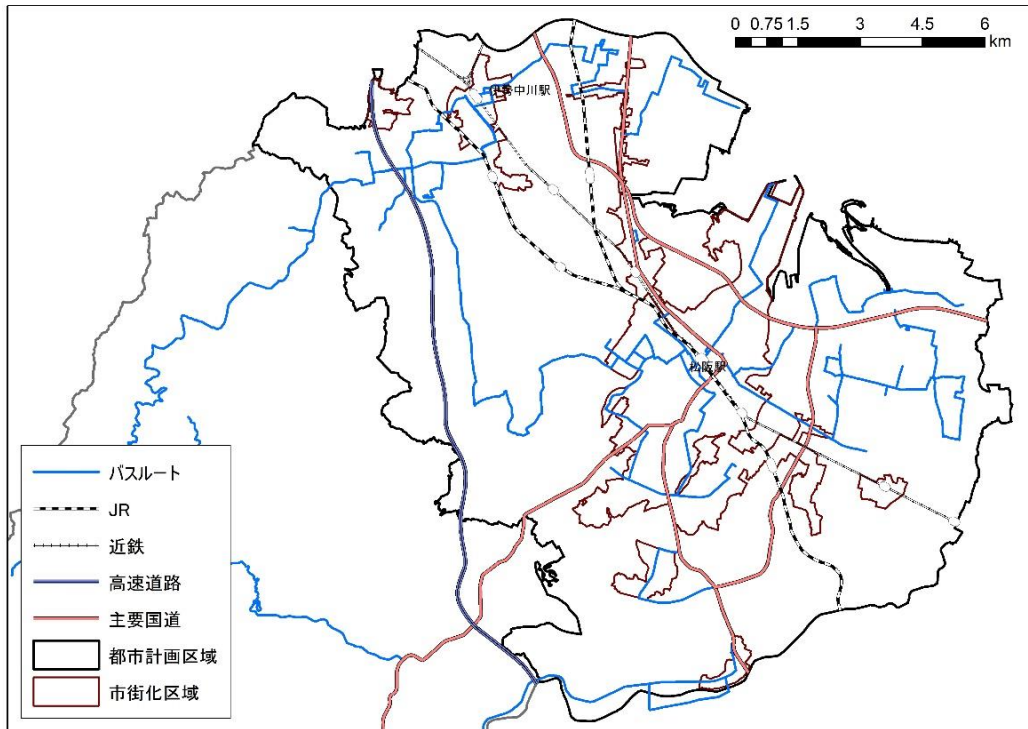 0 0.75 1.5 3 4.5 6
km
伊勢中川駅
松阪駅
バスルート
JR
近鉄
高速道路
主要国道
都市計画区域
市街化区域